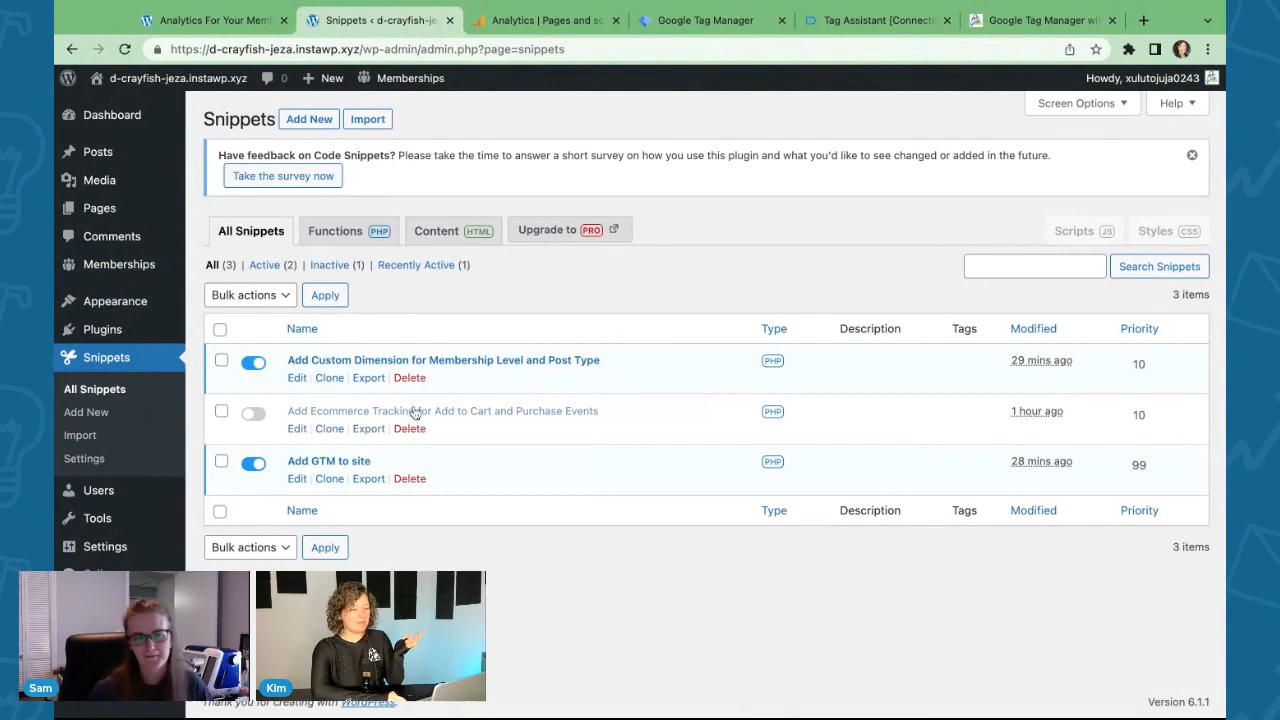 Analytics For Your Mem
Snippets ‹ d-crayfish-je
Analytics | Pages and sc
Google Tag Manager
Tag Assistant [Connecte
Google Tag Manager wit
https://d-crayfish-jeza.instawp.xyz/wp-admin/admin.php?page=snippets
d-crayfish-jeza.instawp.xyz
0
New
Memberships
Howdy, xulutojuja0243
Dashboard
Posts
Media
Pages
Comments
Memberships
Appearance
Plugins
Snippets
All Snippets
Add New
Import
Settings
Users
Tools
Settings
Snippets
Add New
Import
Screen Options
Help
Have feedback on Code Snippets? Please take the time to answer a short survey on how you use this plugin and what you'd like to see changed or added in the future.
Take the survey now
All Snippets
Functions PHP
Content HTML
Upgrade to PRO
Scripts JS
Styles CSS
All (3) | Active (2) | Inactive (1) | Recently Active (1)
Search Snippets
Bulk actions
Apply
3 items
Name
Type
Description
Tags
Modified
Priority
Add Custom Dimension for Membership Level and Post Type
PHP
29 mins ago
10
Edit | Clone | Export | Delete
Add Ecommerce Tracking for Add to Cart and Purchase Events
PHP
1 hour ago
10
Edit | Clone | Export | Delete
Add GTM to site
PHP
28 mins ago
99
Edit | Clone | Export | Delete
Name
Type
Description
Tags
Modified
Priority
Bulk actions
Apply
3 items
Sam
Kim
Thank you for creating with WordPress.
Version 6.1.1